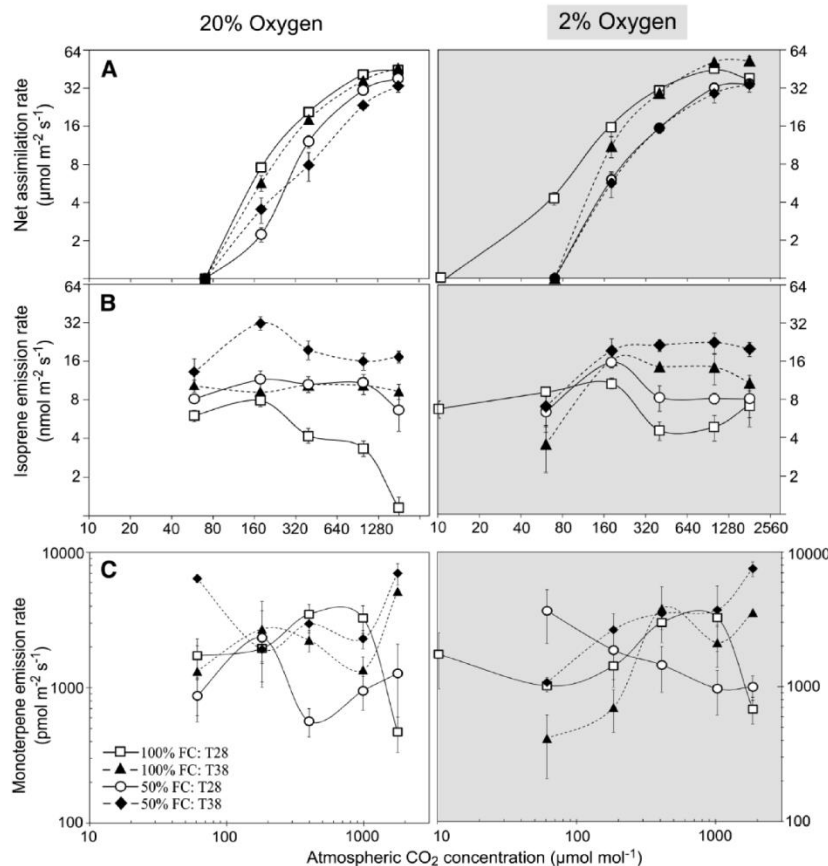 20% Oxygen
2% Oxygen
A
Net assimilation rate
(μmol m⁻² s⁻¹)
64
32
16
8
4
2
64
32
16
8
4
2
B
Isoprene emission rate
(nmol m⁻² s⁻¹)
64
32
16
8
4
2
64
32
16
8
4
2
10 20 40 80 160 320 640 1280
10 20 40 80 160 320 640 1280 2560
C
Monoterpene emission rate
(pmol m⁻² s⁻¹)
10000
1000
100
10000
1000
100
100% FC: T28
100% FC: T38
50% FC: T28
50% FC: T38
10 100 1000
10 100 1000
Atmospheric CO₂ concentration (μmol mol⁻¹)